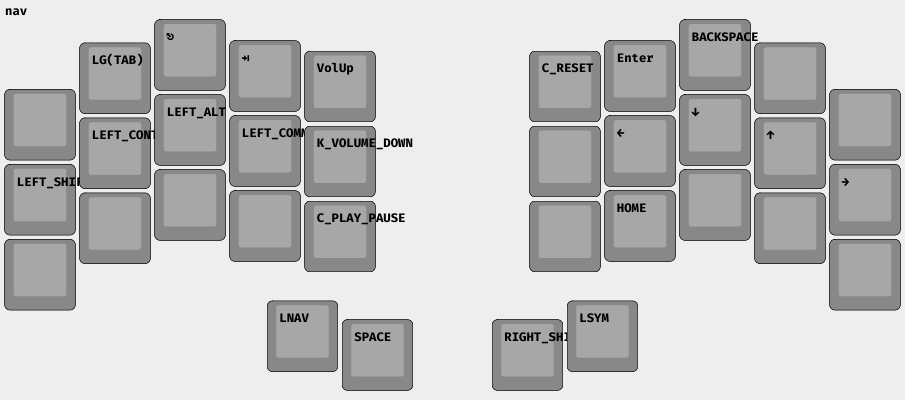 nav
LG(TAB)
VolUp
C_RESET
Enter
BACKSPACE
LEFT_SHI
LEFT_CONT
LEFT_ALT
LEFT_COMM
K_VOLUME_DOWN
←
↓
↑
→
C_PLAY_PAUSE
HOME
LNAV
SPACE
RIGHT_SHI
LSYM